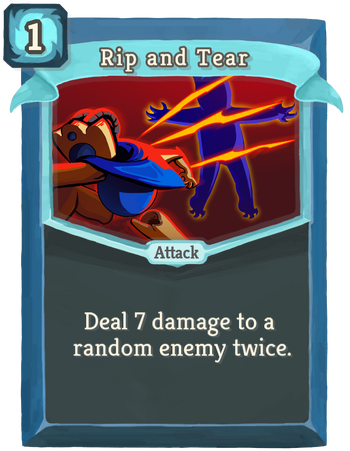 1
Rip and Tear
Attack
Deal 7 damage to a
random enemy twice.